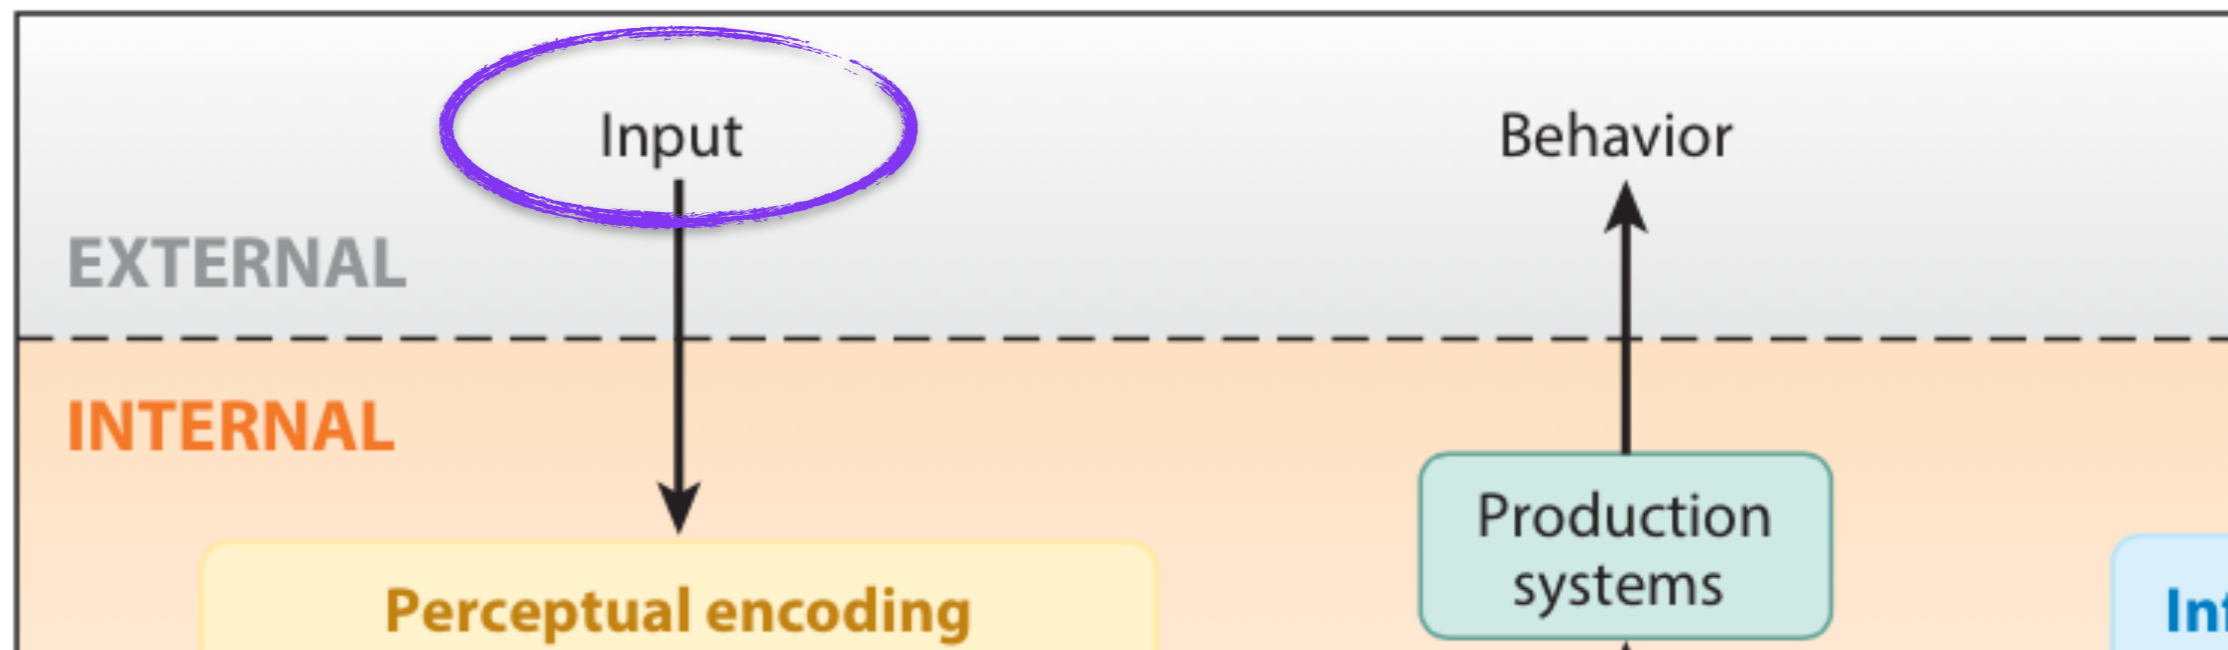 Input
Behavior
EXTERNAL
INTERNAL
Production
systems
Perceptual encoding